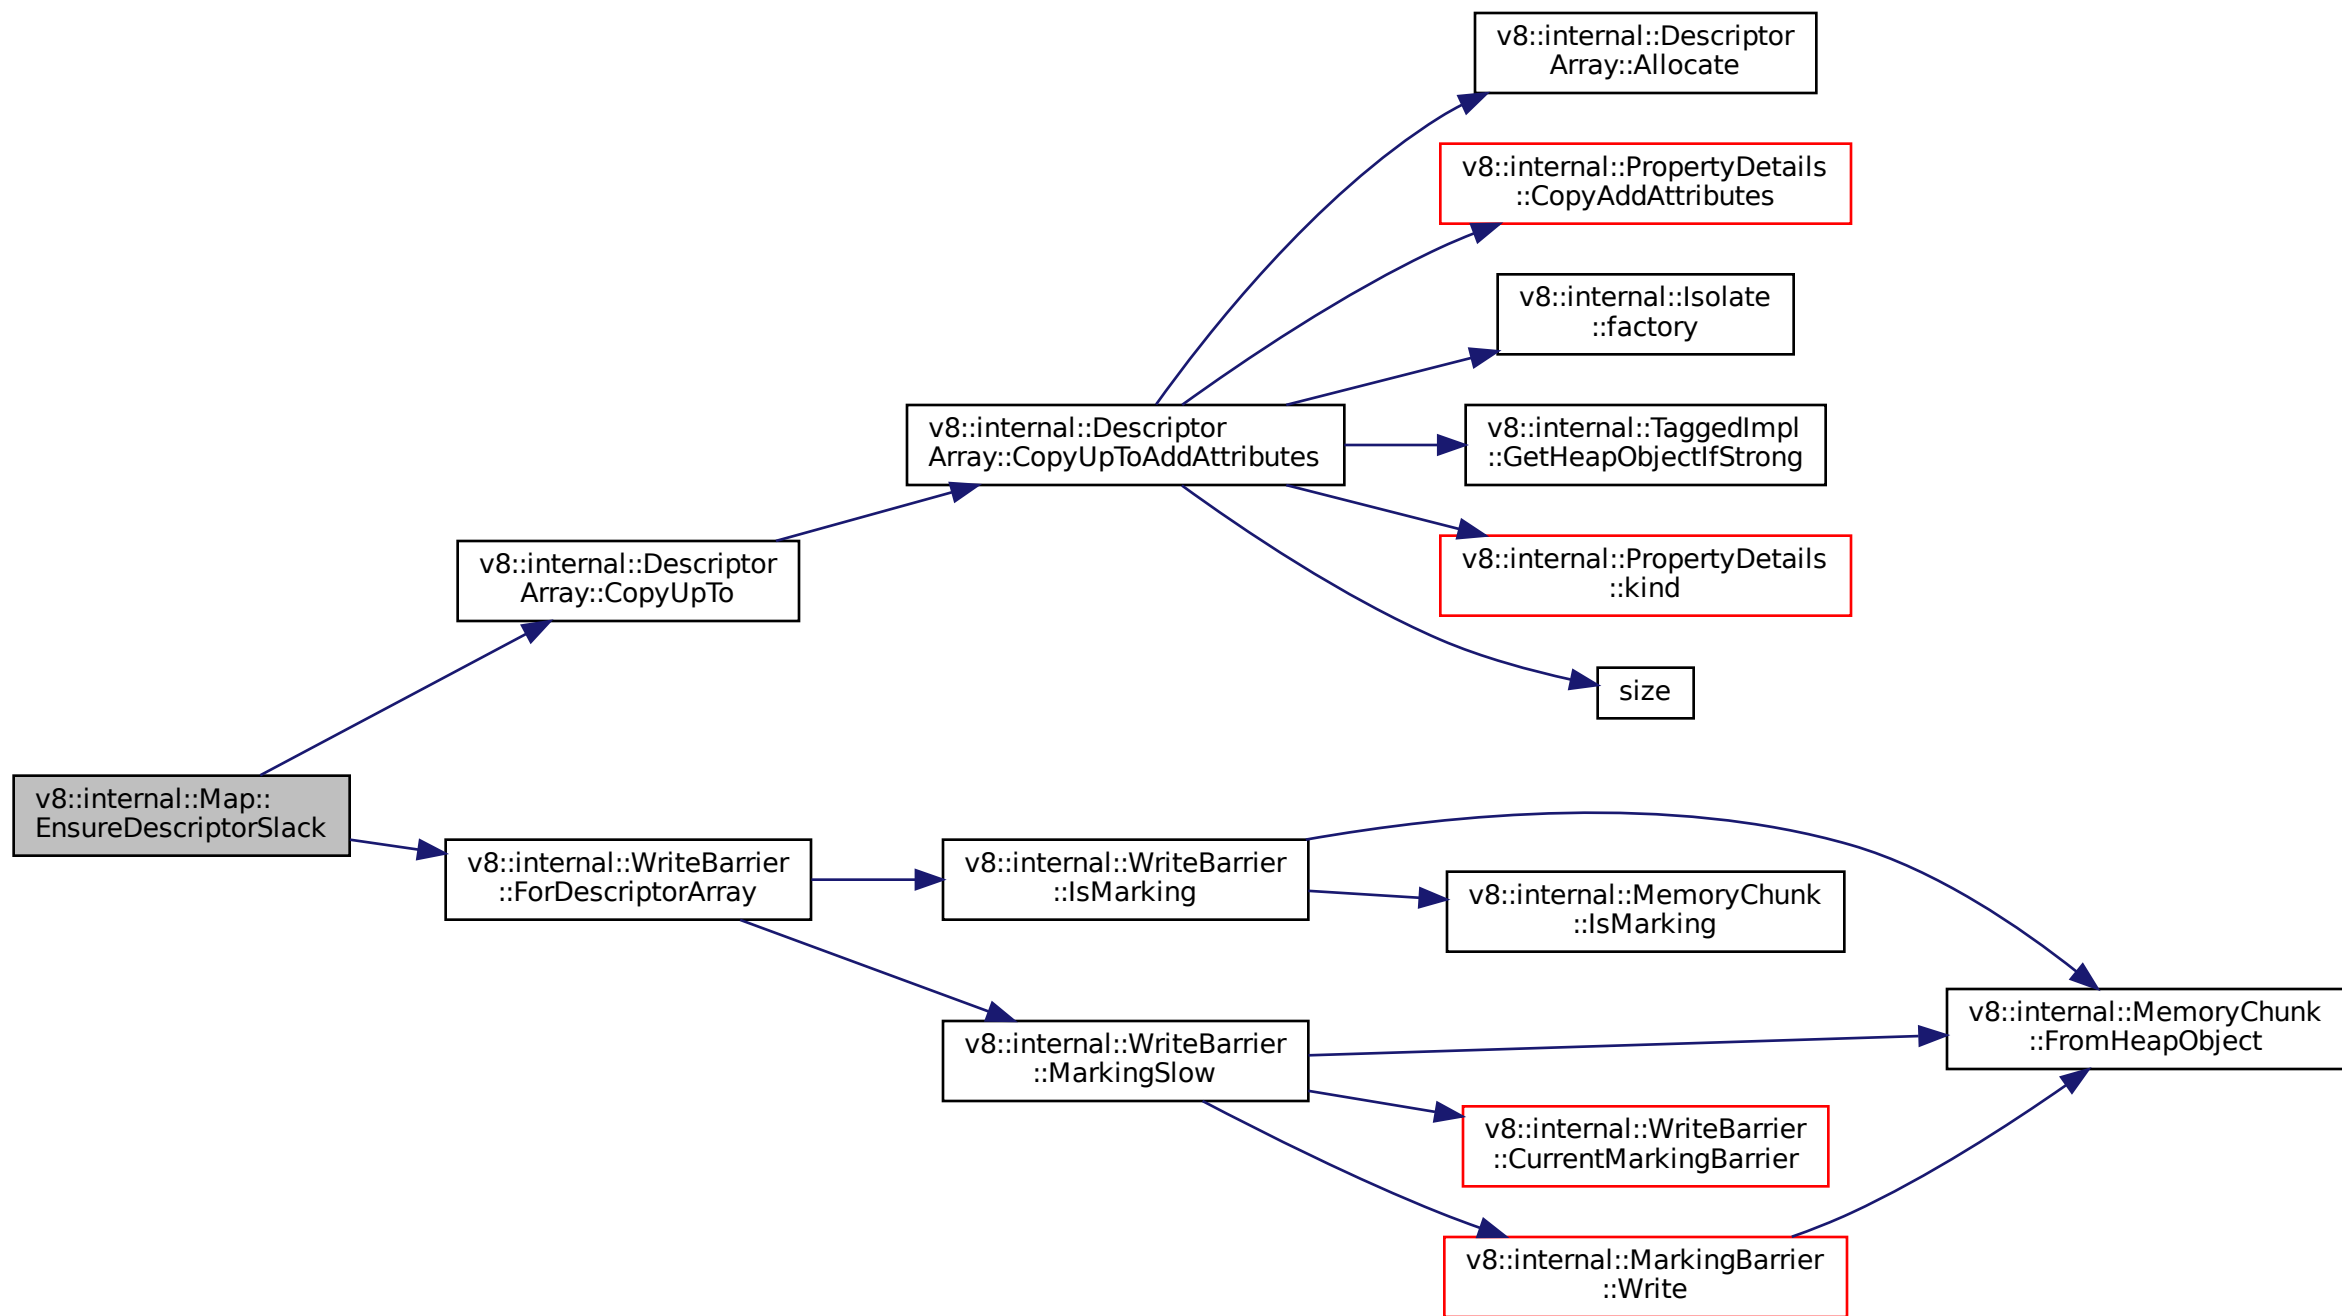 v8::internal::Descriptor
Array::Allocate
v8::internal::PropertyDetails
::CopyAddAttributes
v8::internal::Isolate
::factory
v8::internal::Descriptor
Array::CopyUpToAddAttributes
v8::internal::TaggedImpl
::GetHeapObjectIfStrong
v8::internal::Descriptor
Array::CopyUpTo
v8::internal::PropertyDetails
::kind
size
v8::internal::Map::
EnsureDescriptorSlack
v8::internal::WriteBarrier
::ForDescriptorArray
v8::internal::WriteBarrier
::IsMarking
v8::internal::MemoryChunk
::IsMarking
v8::internal::MemoryChunk
::FromHeapObject
v8::internal::WriteBarrier
::MarkingSlow
v8::internal::WriteBarrier
::CurrentMarkingBarrier
v8::internal::MarkingBarrier
::Write